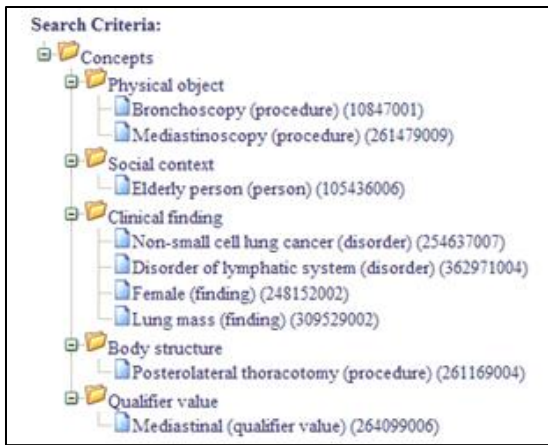 Search Criteria:
Concepts
Physical object
Bronchoscopy (procedure) (10847001)
Mediastinoscopy (procedure) (261479009)
Social context
Elderly person (person) (105436006)
Clinical finding
Non-small cell lung cancer (disorder) (254637007)
Disorder of lymphatic system (disorder) (362971004)
Female (finding) (248152002)
Lung mass (finding) (309529002)
Body structure
Posterolateral thoracotomy (procedure) (261169004)
Qualifier value
Mediastinal (qualifier value) (264099006)